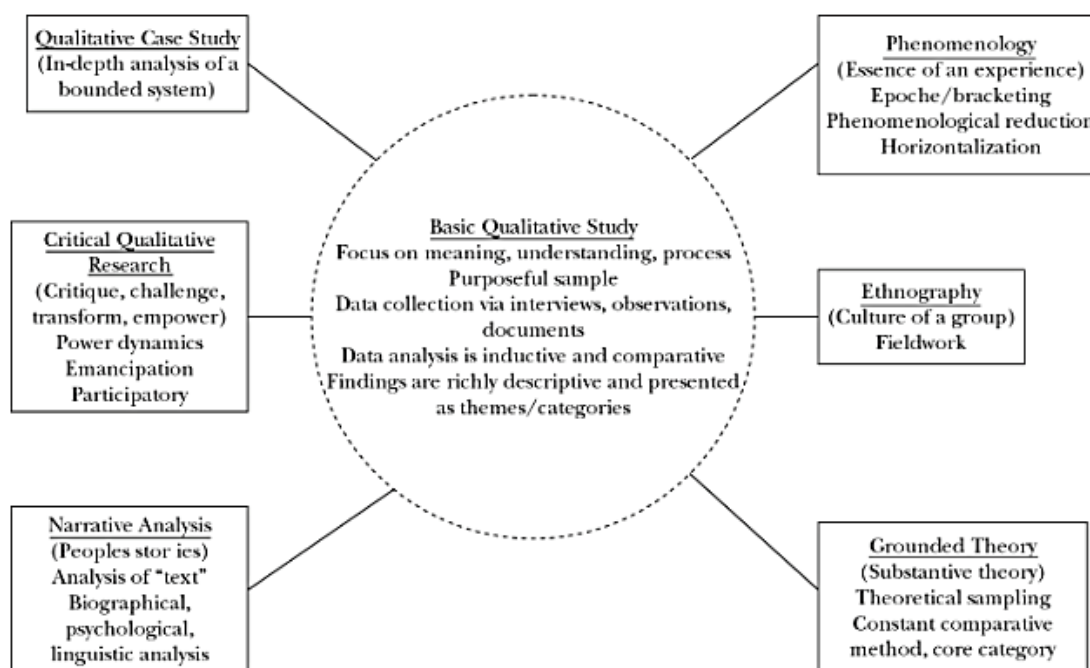 Qualitative Case Study
(In-depth analysis of a
bounded system)
Phenomenology
(Essence of an experience)
Epoche/bracketing
Phenomenological reduction
Horizontalization
Critical Qualitative
Research
(Critique, challenge,
transform, empower)
Power dynamics
Emancipation
Participatory
Basic Qualitative Study
Focus on meaning, understanding, process
Purposeful sample
Data collection via interviews, observations,
documents
Data analysis is inductive and comparative
Findings are richly descriptive and presented
as themes/categories
Ethnography
(Culture of a group)
Fieldwork
Narrative Analysis
(Peoples stor ies)
Analysis of “text”
Biographical,
psychological,
linguistic analysis
Grounded Theory
(Substantive theory)
Theoretical sampling
Constant comparative
method, core category